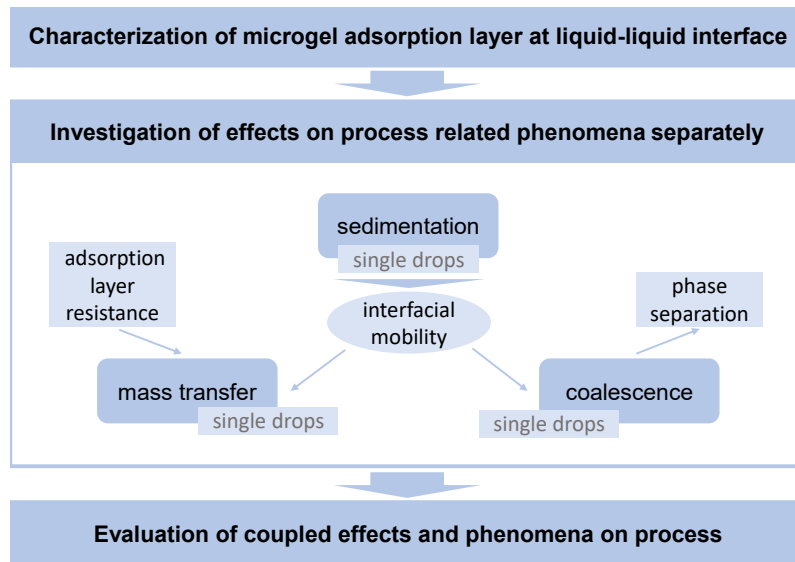 Characterization of microgel adsorption layer at liquid-liquid interface
Investigation of effects on process related phenomena separately
sedimentation
single drops
adsorption
layer
resistance
interfacial
mobility
phase
separation
mass transfer
single drops
coalescence
single drops
Evaluation of coupled effects and phenomena on process